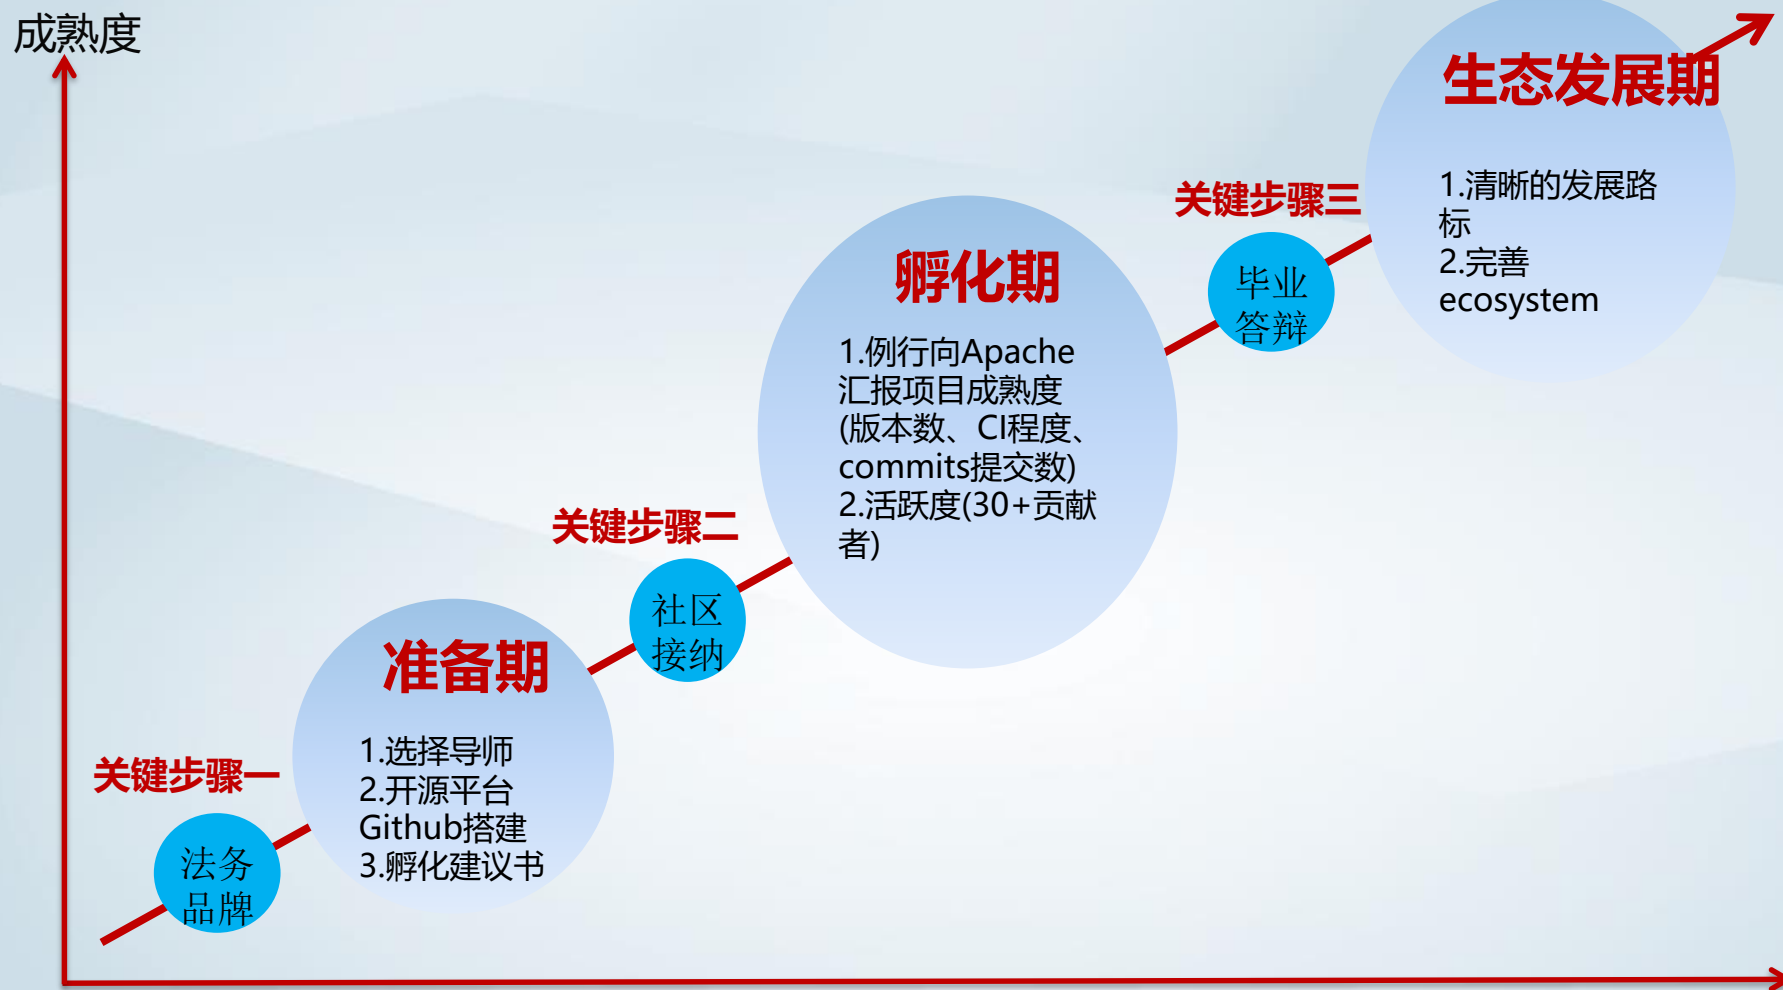 成熟度
生态发展期
1.清晰的发展路
标
2.完善
ecosystem
关键步骤三
毕业
答辩
孵化期
1.例行向Apache
汇报项目成熟度
(版本数、CI程度、
commits提交数)
2.活跃度(30+贡献
者)
关键步骤二
社区
接纳
准备期
1.选择导师
2.开源平台
Github搭建
3.孵化建议书
关键步骤一
法务
品牌